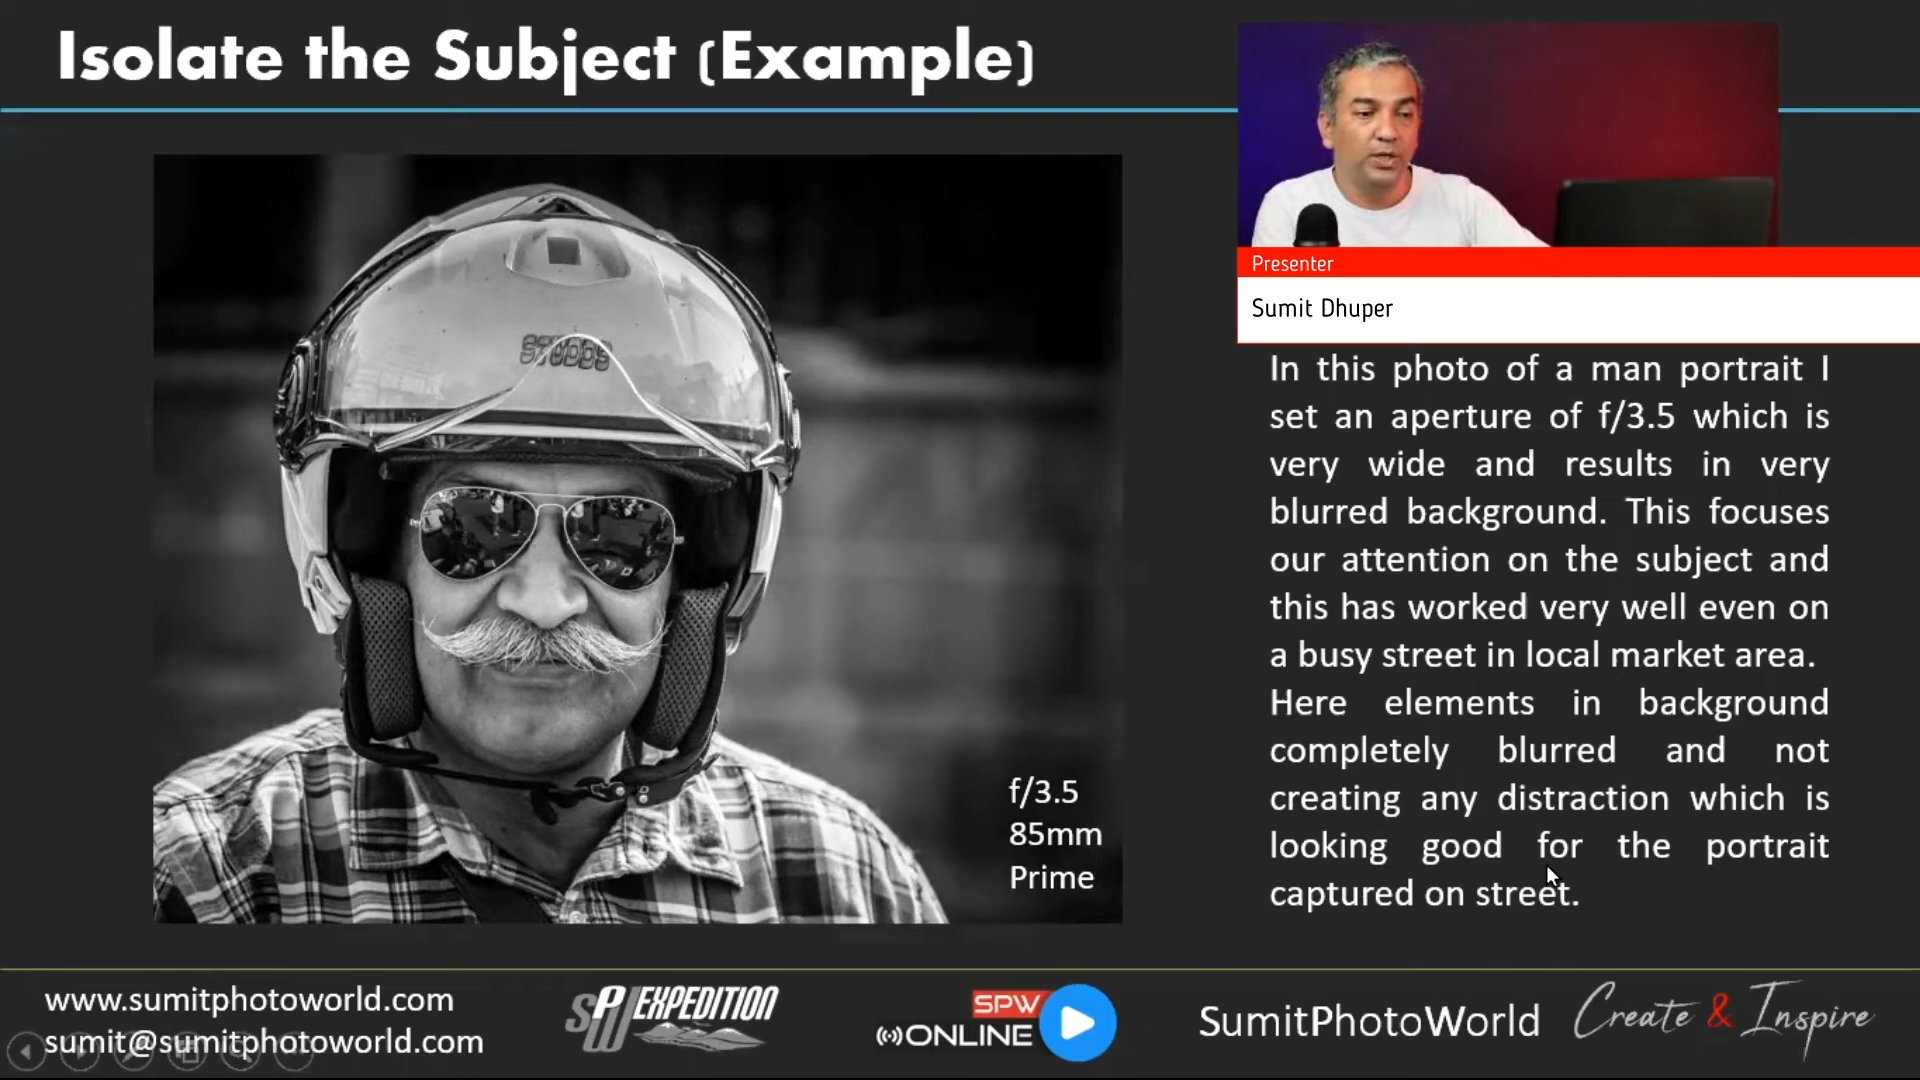 Isolate the Subject (Example)
Presenter
Sumit Dhuper
STUDDS
f/3.5
85mm
Prime
In this photo of a man portrait I
set an aperture of f/3.5 which is
very wide and results in very
blurred background. This focuses
our attention on the subject and
this has worked very well even on
a busy street in local market area.
Here elements in background
completely blurred and not
creating any distraction which is
looking good for the portrait
captured on street.
www.sumitphotoworld.com
sumit@sumitphotoworld.com
SPW EXPEDITION
SPW
ONLINE
SumitPhotoWorld
Create & Inspire